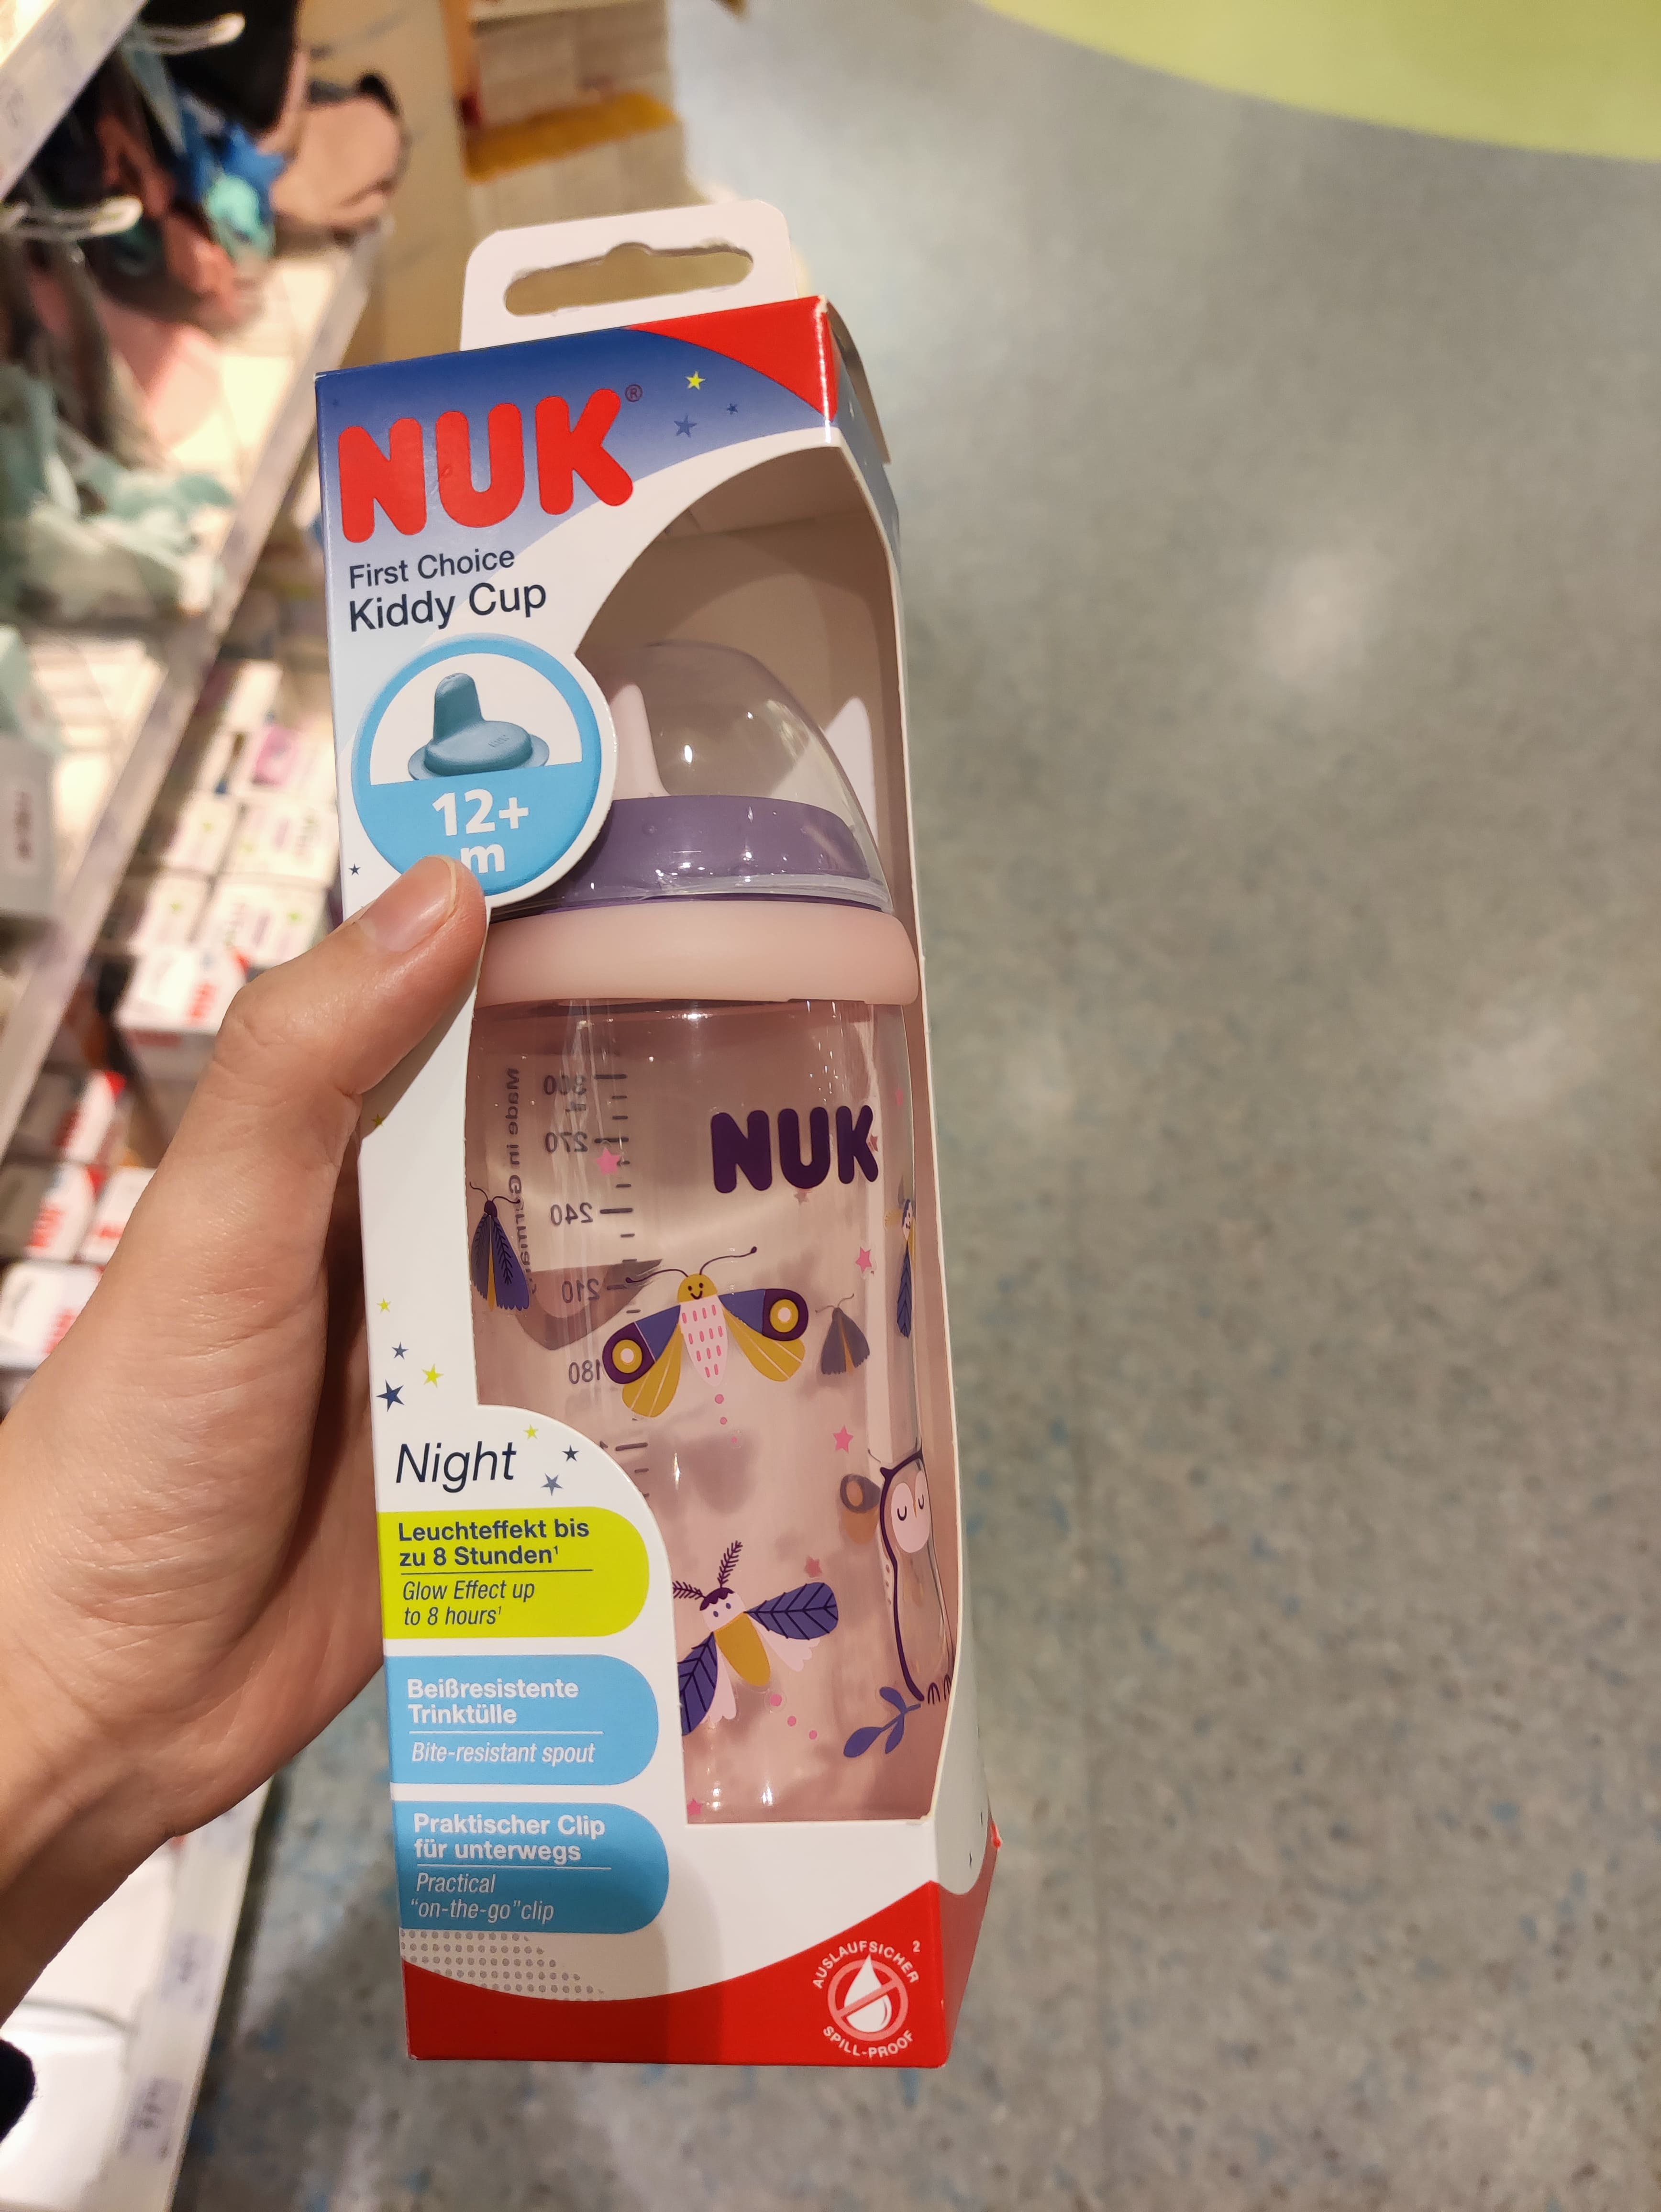 NUK®
First Choice
Kiddy Cup
12+
m
300
270
240
210
180
Made in
NUK
Night
Leuchteffekt bis
zu 8 Stunden¹
Glow Effect up
to 8 hours¹
Beißresistente
Trinktülle
Bite-resistant spout
Praktischer Clip
für unterwegs
Practical
“on-the-go”clip
AUSLAUFSICHER²
SPILL-PROOF